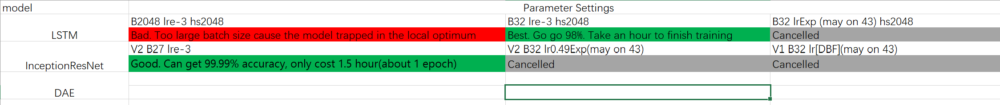 model Parameter Settings
B2048 lre-3 hs2048 B32 lre-3 hs2048 B32 lrExp (may on 43) hs2048
LSTM Bad. Too large batch size cause the model trapped in the local optimum Best. Go go 98%. Take an hour to finish training Cancelled
V2 B27 lre-3 V2 B32 lr0.49Exp(may on 43) V1 B32 lr[DBF](may on 43)
InceptionResNet Good. Can get 99.99% accuracy, only cost 1.5 hour(about 1 epoch) Cancelled Cancelled
DAE